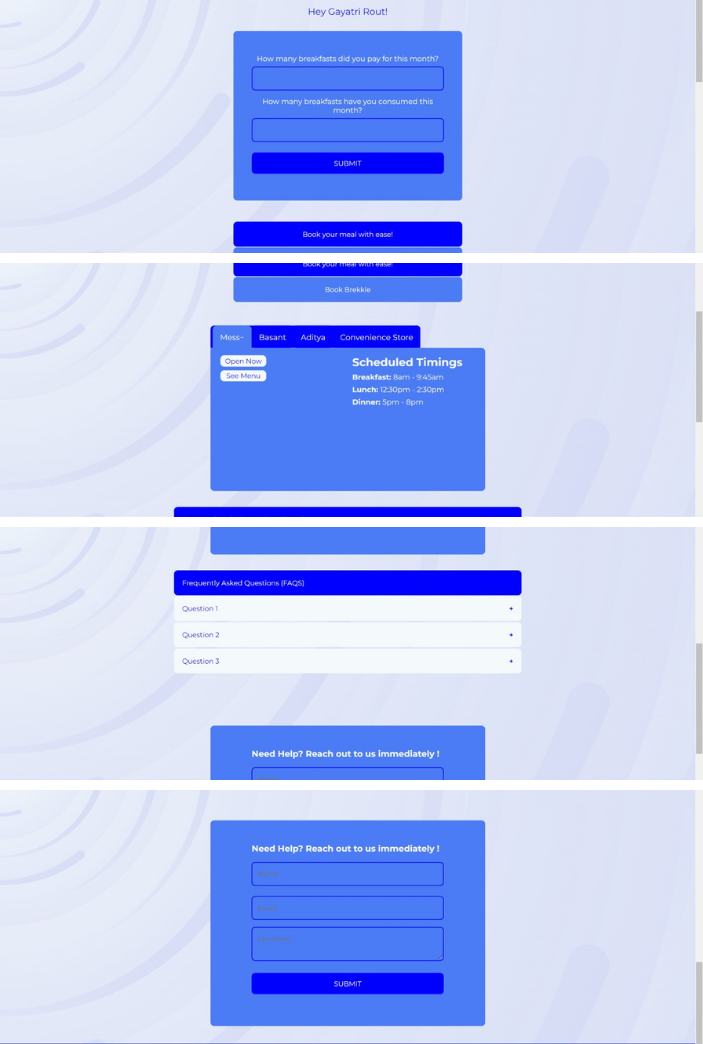 Hey Gayatri Rout!
How many breakfasts did you pay for this month?
How many breakfasts have you consumed this
month?
SUBMIT
Book your meal with ease!
Book your meal with ease!
Book Brekkie
Mess~ Basant Aditya Convenience Store
Open Now
See Menu
Scheduled Timings
Breakfast: 8am - 9:45am
Lunch: 12:30pm - 2:30pm
Dinner: 5pm - 8pm
Frequently Asked Questions (FAQS)
Question 1 +
Question 2 +
Question 3 +
Need Help? Reach out to us immediately !
Need Help? Reach out to us immediately !
SUBMIT